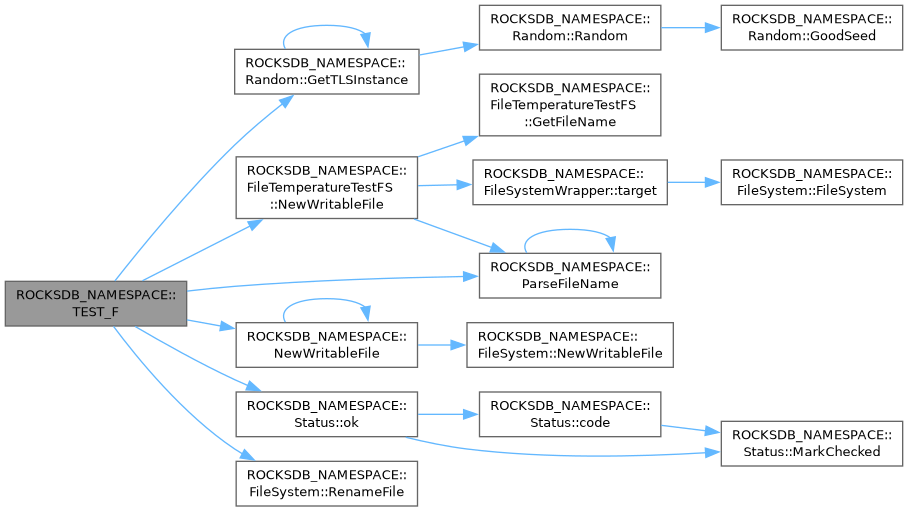 ROCKSDB_NAMESPACE::
Random::Random
ROCKSDB_NAMESPACE::
Random::GoodSeed
ROCKSDB_NAMESPACE::
Random::GetTLSInstance
ROCKSDB_NAMESPACE::
FileTemperatureTestFS
::GetFileName
ROCKSDB_NAMESPACE::
FileTemperatureTestFS
::NewWritableFile
ROCKSDB_NAMESPACE::
FileSystemWrapper::target
ROCKSDB_NAMESPACE::
FileSystem::FileSystem
ROCKSDB_NAMESPACE::
ParseFileName
ROCKSDB_NAMESPACE::
TEST_F
ROCKSDB_NAMESPACE::
NewWritableFile
ROCKSDB_NAMESPACE::
FileSystem::NewWritableFile
ROCKSDB_NAMESPACE::
Status::ok
ROCKSDB_NAMESPACE::
Status::code
ROCKSDB_NAMESPACE::
Status::MarkChecked
ROCKSDB_NAMESPACE::
FileSystem::RenameFile